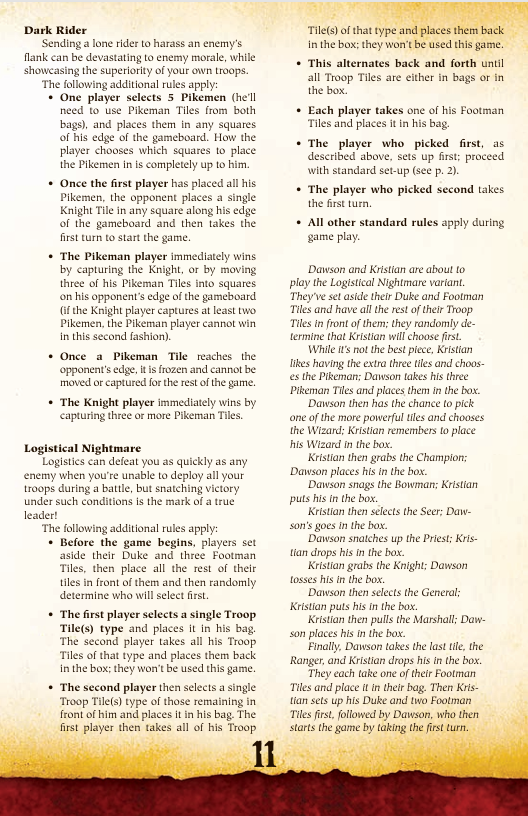 Dark Rider
Sending a lone rider to harass an enemy's
flank can be devastating to enemy morale, while
showcasing the superiority of your own troops.
The following additional rules apply:
• One player selects 5 Pikemen (he'll
need to use Pikeman Tiles from both
bags), and places them in any squares
of his edge of the gameboard. How the
player chooses which squares to place
the Pikemen in is completely up to him.
• Once the first player has placed all his
Pikemen, the opponent places a single
Knight Tile in any square along his edge
of the gameboard and then takes the
first turn to start the game.
• The Pikeman player immediately wins
by capturing the Knight, or by moving
three of his Pikeman Tiles into squares
on his opponent's edge of the gameboard
(if the Knight player captures at least two
Pikemen, the Pikeman player cannot win
in this second fashion).
• Once a Pikeman Tile reaches the
opponent's edge, it is frozen and cannot be
moved or captured for the rest of the game.
• The Knight player immediately wins by
capturing three or more Pikeman Tiles.
Logistical Nightmare
Logistics can defeat you as quickly as any
enemy when you're unable to deploy all your
troops during a battle, but snatching victory
under such conditions is the mark of a true
leader!
The following additional rules apply:
• Before the game begins, players set
aside their Duke and three Footman
Tiles, then place all the rest of their
tiles in front of them and then randomly
determine who will select first.
• The first player selects a single Troop
Tile(s) type and places it in his bag.
The second player takes all his Troop
Tiles of that type and places them back
in the box; they won't be used this game.
• The second player then selects a single
Troop Tile(s) type of those remaining in
front of him and places it in his bag. The
first player then takes all of his Troop
Tile(s) of that type and places them back
in the box; they won't be used this game.
• This alternates back and forth until
all Troop Tiles are either in bags or in
the box.
• Each player takes one of his Footman
Tiles and places it in his bag.
• The player who picked first, as
described above, sets up first; proceed
with standard set-up (see p. 2).
• The player who picked second takes
the first turn.
• All other standard rules apply during
game play.
Dawson and Kristian are about to
play the Logistical Nightmare variant.
They've set aside their Duke and Footman
Tiles and have all the rest of their Troop
Tiles in front of them; they randomly de-
termine that Kristian will choose first.
While it's not the best piece, Kristian
likes having the extra three tiles and choos-
es the Pikeman; Dawson takes his three
Pikeman Tiles and places them in the box.
Dawson then has the chance to pick
one of the more powerful tiles and chooses
the Wizard; Kristian remembers to place
his Wizard in the box.
Kristian then grabs the Champion;
Dawson places his in the box.
Dawson snags the Bowman; Kristian
puts his in the box.
Kristian then selects the Seer; Daw-
son's goes in the box.
Dawson snatches up the Priest; Kris-
tian drops his in the box.
Kristian grabs the Knight; Dawson
tosses his in the box.
Dawson then selects the General;
Kristian puts his in the box.
Kristian then pulls the Marshall; Daw-
son places his in the box.
Finally, Dawson takes the last tile, the
Ranger, and Kristian drops his in the box.
They each take one of their Footman
Tiles and place it in their bag. Then Kris-
tian sets up his Duke and two Footman
Tiles first, followed by Dawson, who then
starts the game by taking the first turn.
11